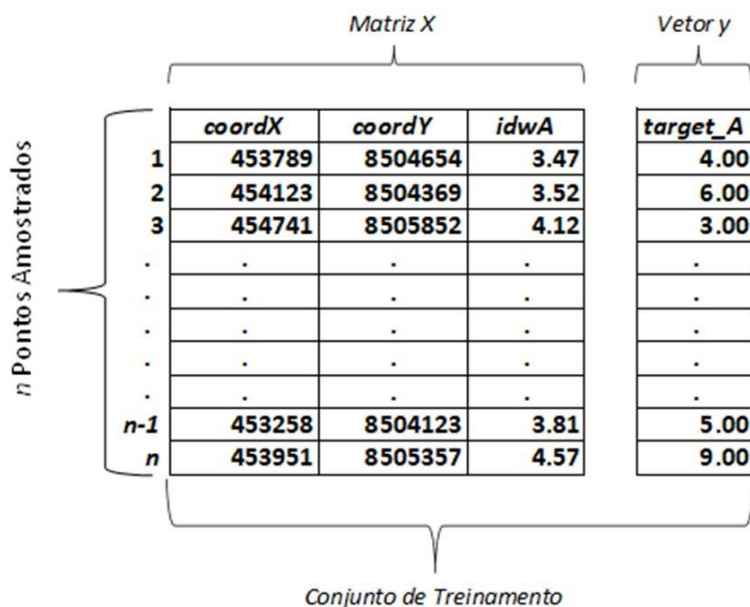 Matriz X Vetor y
coordX coordY idwA target_A
1 453789 8504654 3.47 4.00
2 454123 8504369 3.52 6.00
3 454741 8505852 4.12 3.00
. . . . .
. . . . .
. . . . .
. . . . .
. . . . .
n-1 453258 8504123 3.81 5.00
n 453951 8505357 4.57 9.00
n Pontos Amostrados
Conjunto de Treinamento